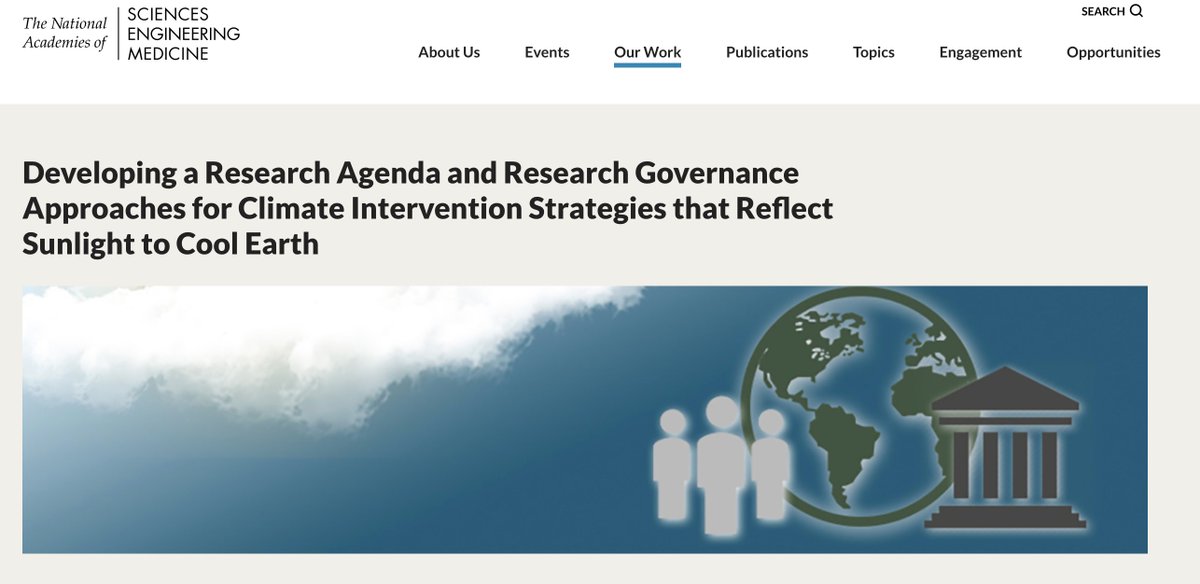 The National
Academies of
SCIENCES
ENGINEERING
MEDICINE
SEARCH
About Us Events Our Work Publications Topics Engagement Opportunities
Developing a Research Agenda and Research Governance
Approaches for Climate Intervention Strategies that Reflect
Sunlight to Cool Earth